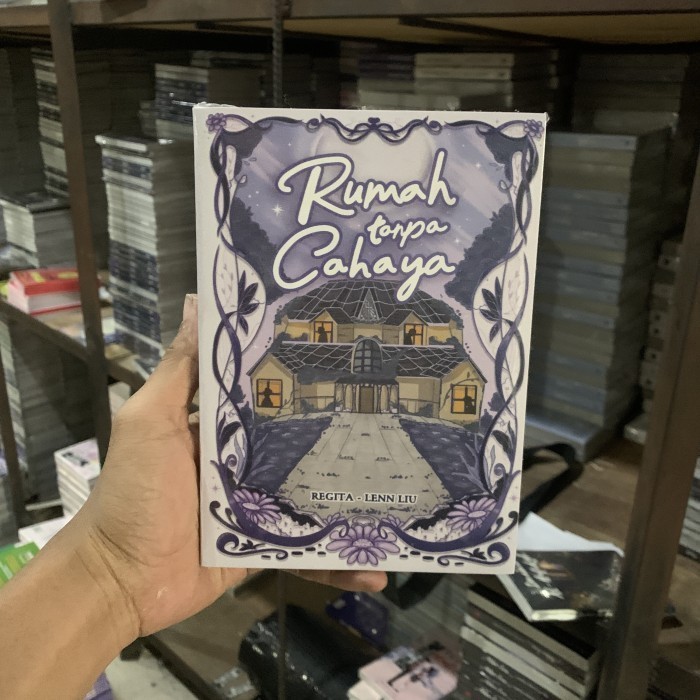 Rumah
tanpa
Cahaya
REGITA - LENN LIU